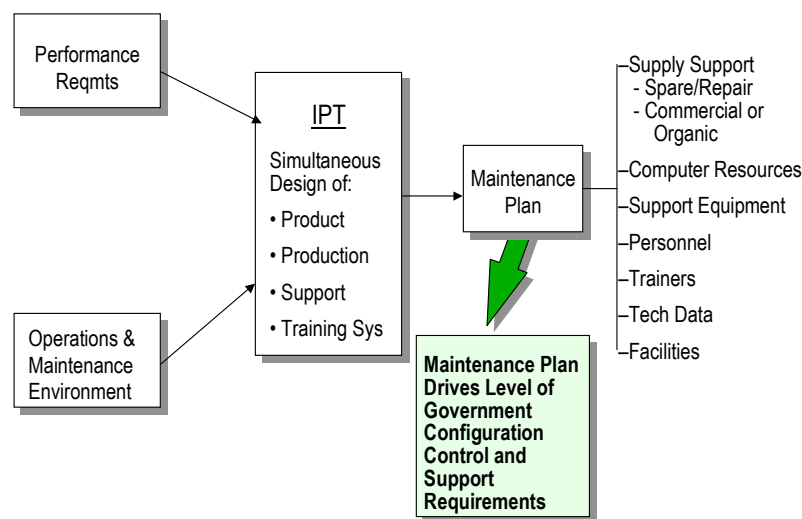 Performance
Reqmts
Operations &
Maintenance
Environment
IPT
Simultaneous
Design of:
• Product
• Production
• Support
• Training Sys
Maintenance
Plan
Maintenance Plan
Drives Level of
Government
Configuration
Control and
Support
Requirements
–Supply Support
- Spare/Repair
- Commercial or
Organic
–Computer Resources
–Support Equipment
–Personnel
–Trainers
–Tech Data
–Facilities